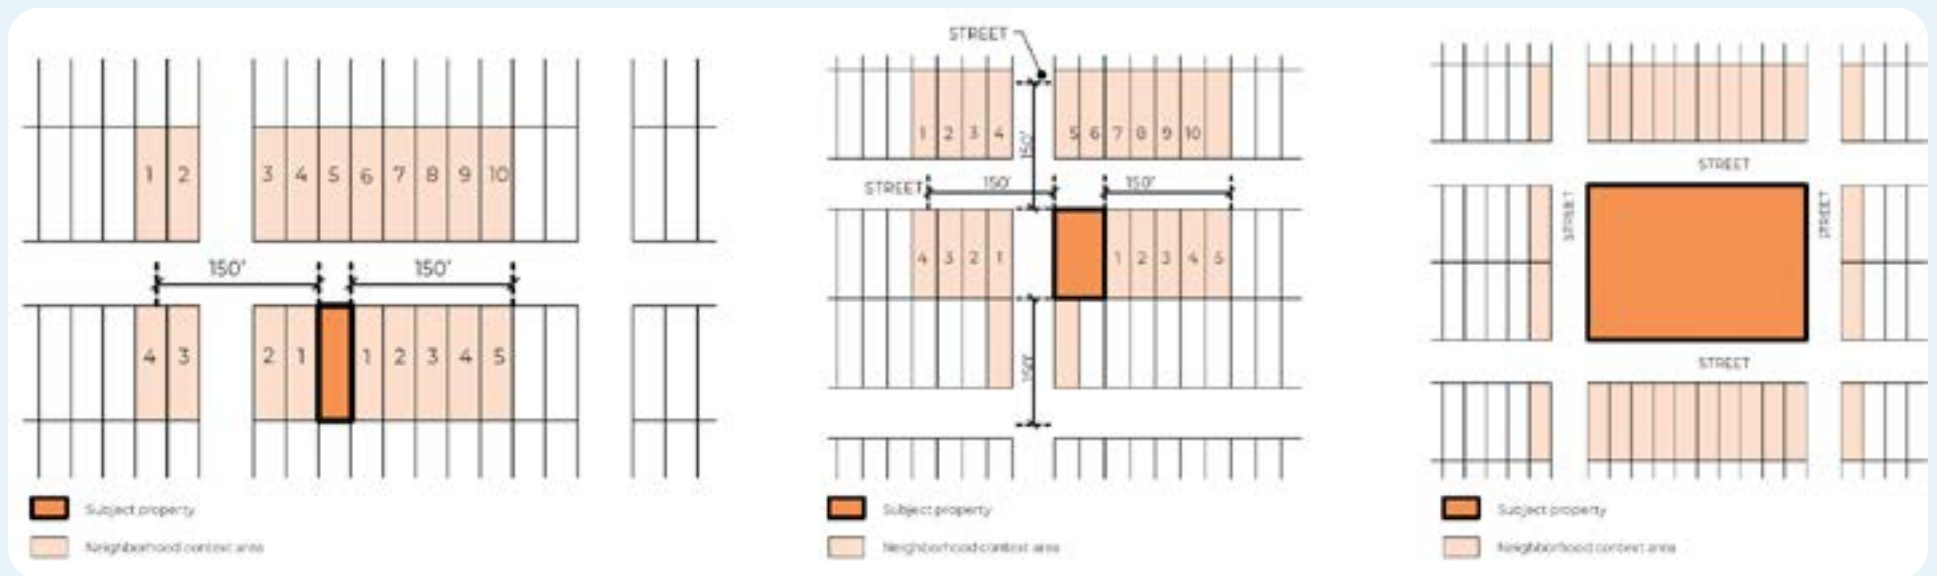 1 2 3 4 5 6 7 8 9 10
150' 150'
4 3 2 1 1 2 3 4 5
Subject property
Neighborhood context area
STREET
1 2 3 4 5 6 7 8 9 10
150'
STREET 150' 150'
4 3 2 1 1 2 3 4 5
150'
Subject property
Neighborhood context area
STREET
STREET
STREET
STREET
Subject property
Neighborhood context area